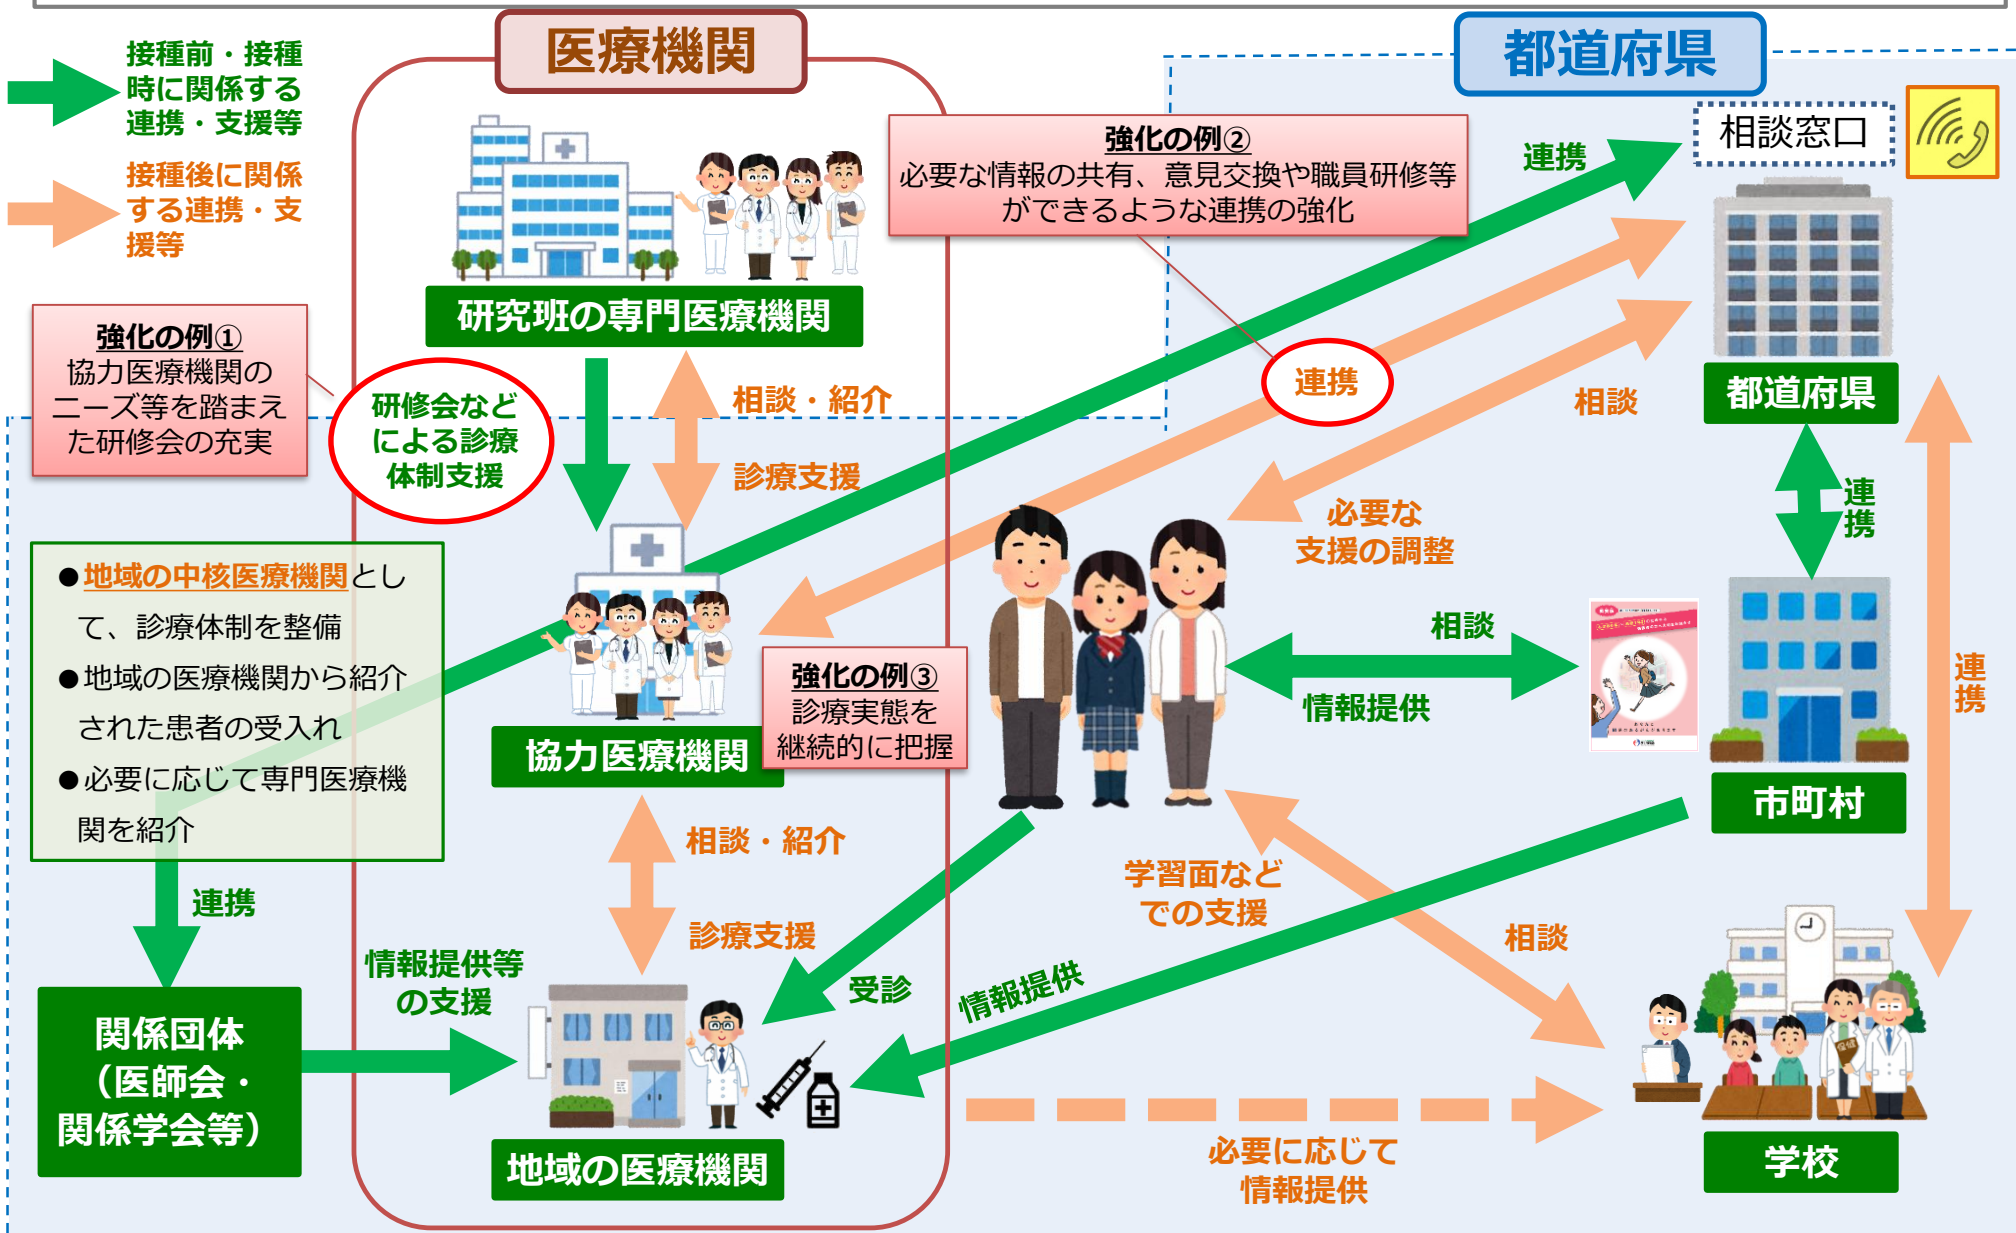 医療機関
都道府県
接種前・接種
時に関係する
連携・支援等
接種後に関係
する連携・支
援等
強化の例②
必要な情報の共有、意見交換や職員研修等
ができるような連携の強化
連携
相談窓口
研究班の専門医療機関
強化の例①
協力医療機関の
ニーズ等を踏まえ
た研修会の充実
研修会など
による診療
体制支援
相談・紹介
診療支援
連携
相談
都道府県
必要な
支援の調整
連携
●地域の中核医療機関とし
て、診療体制を整備
●地域の医療機関から紹介
された患者の受入れ
●必要に応じて専門医療機
関を紹介
協力医療機関
強化の例③
診療実態を
継続的に把握
相談
情報提供
市町村
連携
相談・紹介
診療支援
学習面など
での支援
相談
連携
情報提供等
の支援
受診
情報提供
関係団体
（医師会・
関係学会等）
地域の医療機関
必要に応じて
情報提供
学校